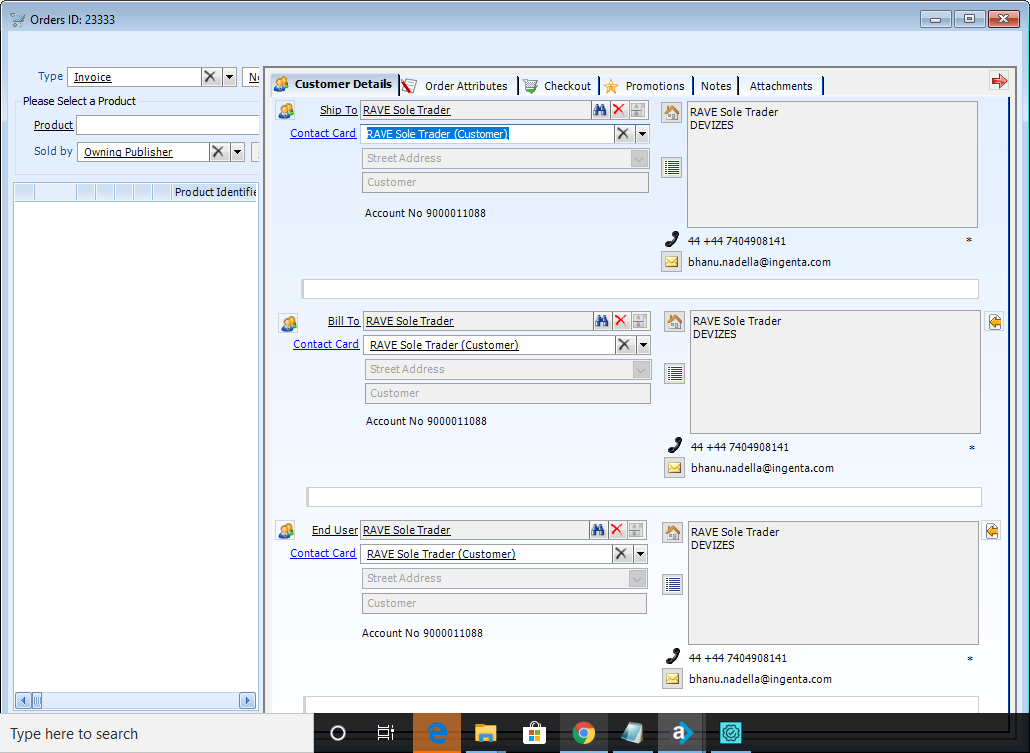 Orders ID: 23333
Type Invoice No
Please Select a Product
Product
Sold by Owning Publisher
Product Identifie
Customer Details Order Attributes Checkout Promotions Notes Attachments
Ship To RAVE Sole Trader
Contact Card RAVE Sole Trader (Customer)
Street Address
Customer
Account No 9000011088
RAVE Sole Trader
DEVIZES
44 +44 7404908141 *
bhanu.nadella@ingenta.com
Bill To RAVE Sole Trader
Contact Card RAVE Sole Trader (Customer)
Street Address
Customer
Account No 9000011088
RAVE Sole Trader
DEVIZES
44 +44 7404908141 *
bhanu.nadella@ingenta.com
End User RAVE Sole Trader
Contact Card RAVE Sole Trader (Customer)
Street Address
Customer
Account No 9000011088
RAVE Sole Trader
DEVIZES
44 +44 7404908141 *
bhanu.nadella@ingenta.com
Type here to search